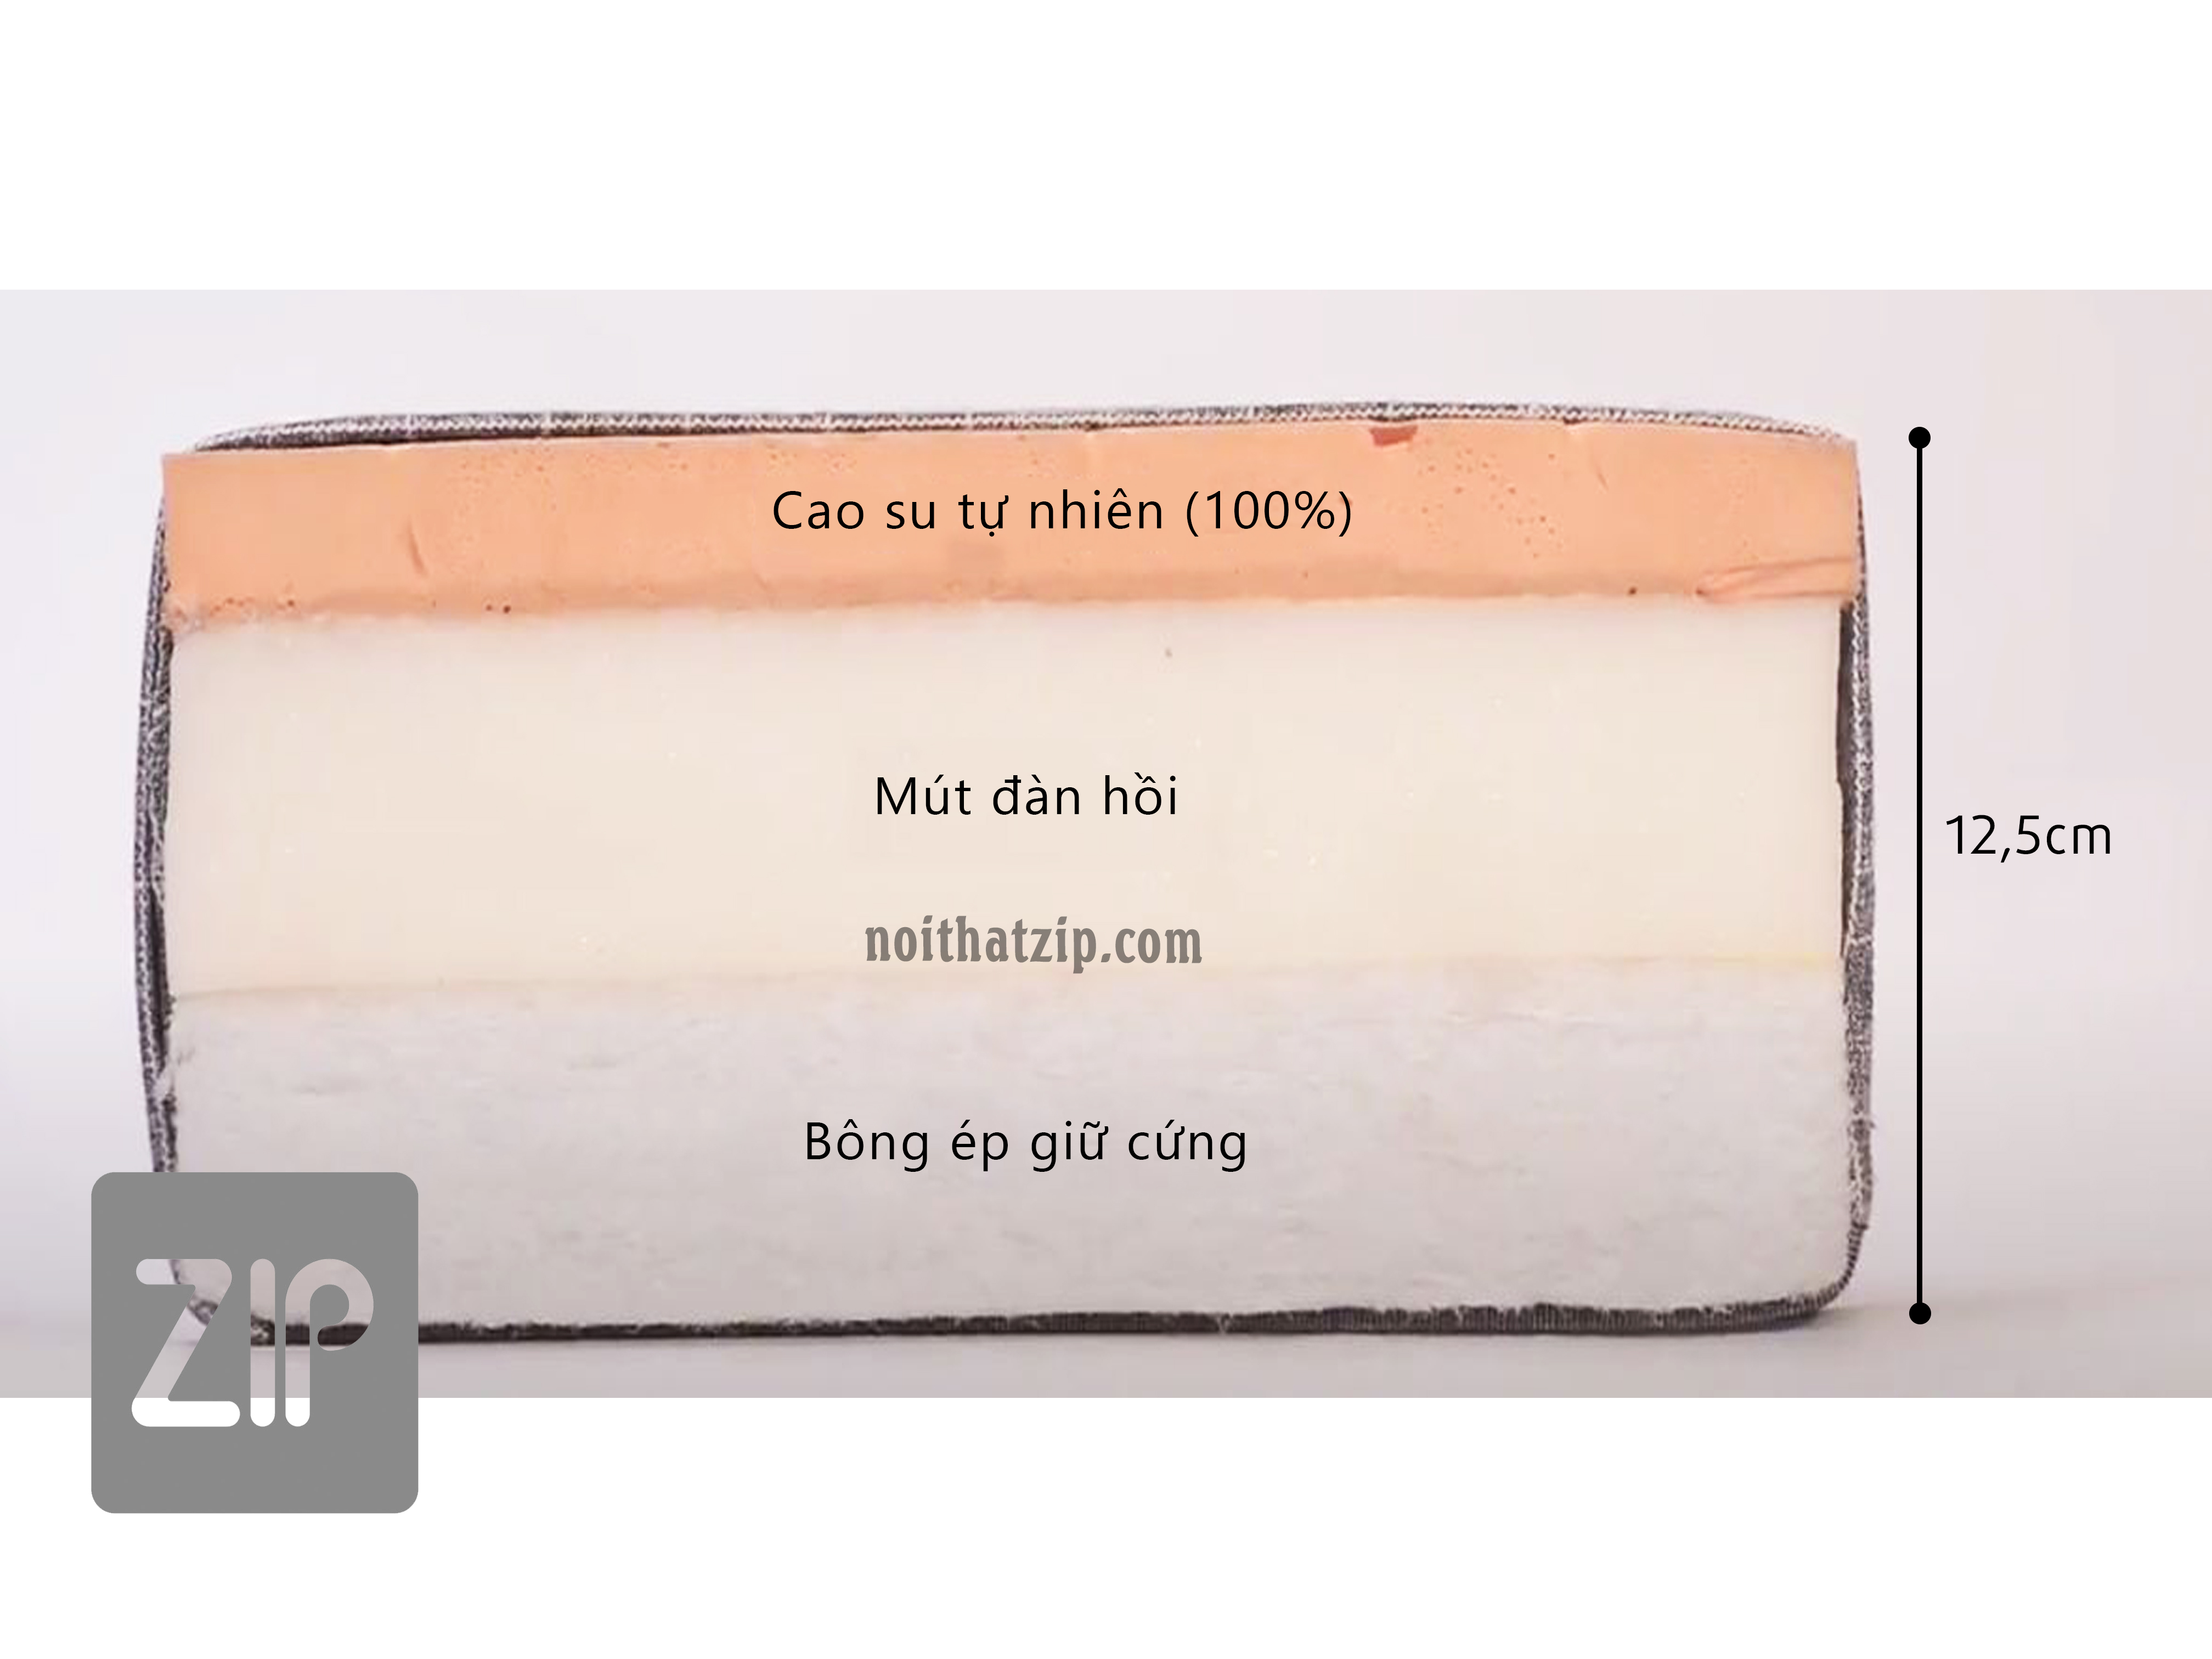 Cao su tự nhiên (100%)
Mút đàn hồi
12,5cm
noithatzip.com
Bông ép giữ cứng
ZIP